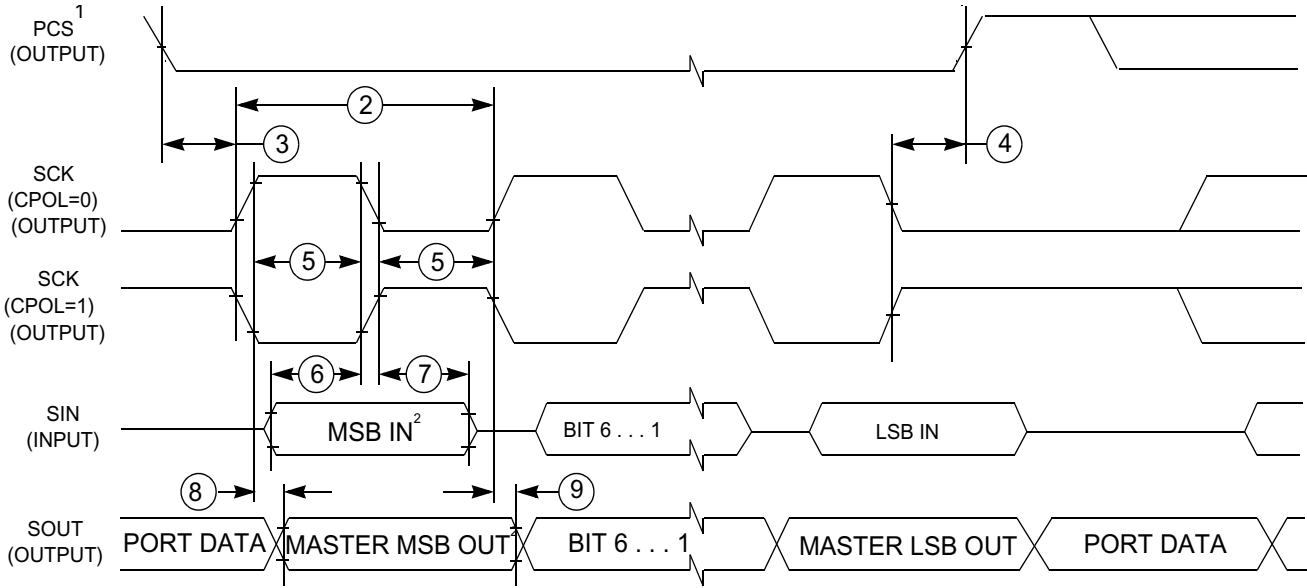 PCS1
(OUTPUT)
2
3
4
SCK
(CPOL=0)
(OUTPUT)
5
5
SCK
(CPOL=1)
(OUTPUT)
6
7
SIN
(INPUT)
MSB IN2
BIT 6 . . . 1
LSB IN
8
9
SOUT
(OUTPUT)
PORT DATA
MASTER MSB OUT2
BIT 6 . . . 1
MASTER LSB OUT
PORT DATA